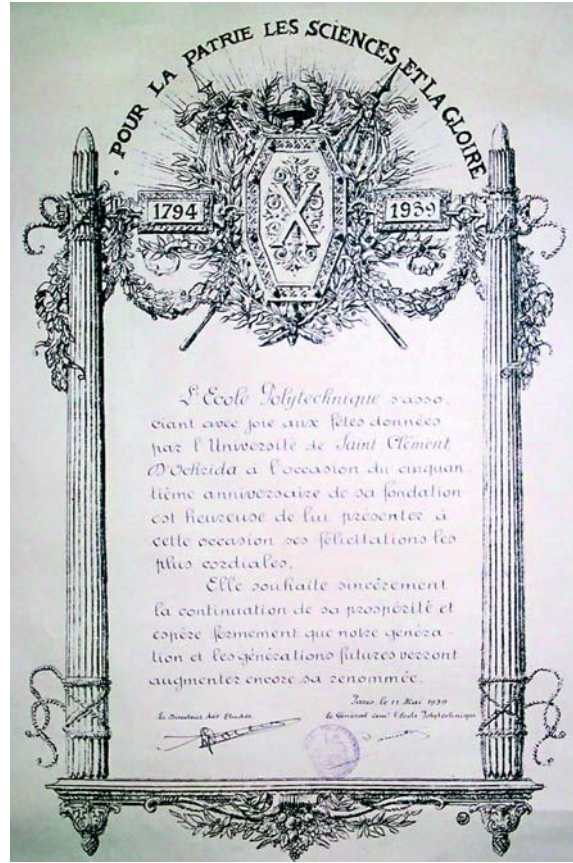 POUR LA PATRIE LES SCIENCES ET LA GLOIRE
1794
1939
X
L'Ecole Polytechnique s'asso-
ciant avec joie aux fêtes données
par l'Université de Saint Clément
D'Ochrida à l'occasion du cinquan
tième anniversaire de sa fondation
est heureuse de lui présenter à
cette occasion ses félicitations les
plus cordiales.
Elle souhaite sincèrement
la continuation de sa prospérité et
espère fermement que notre généra-
tion et les générations futures verront
augmenter encore sa renommée.
Paris, le 11 Mai 1939
Le Directeur des Etudes
Le Général comt l'Ecole Polytechnique